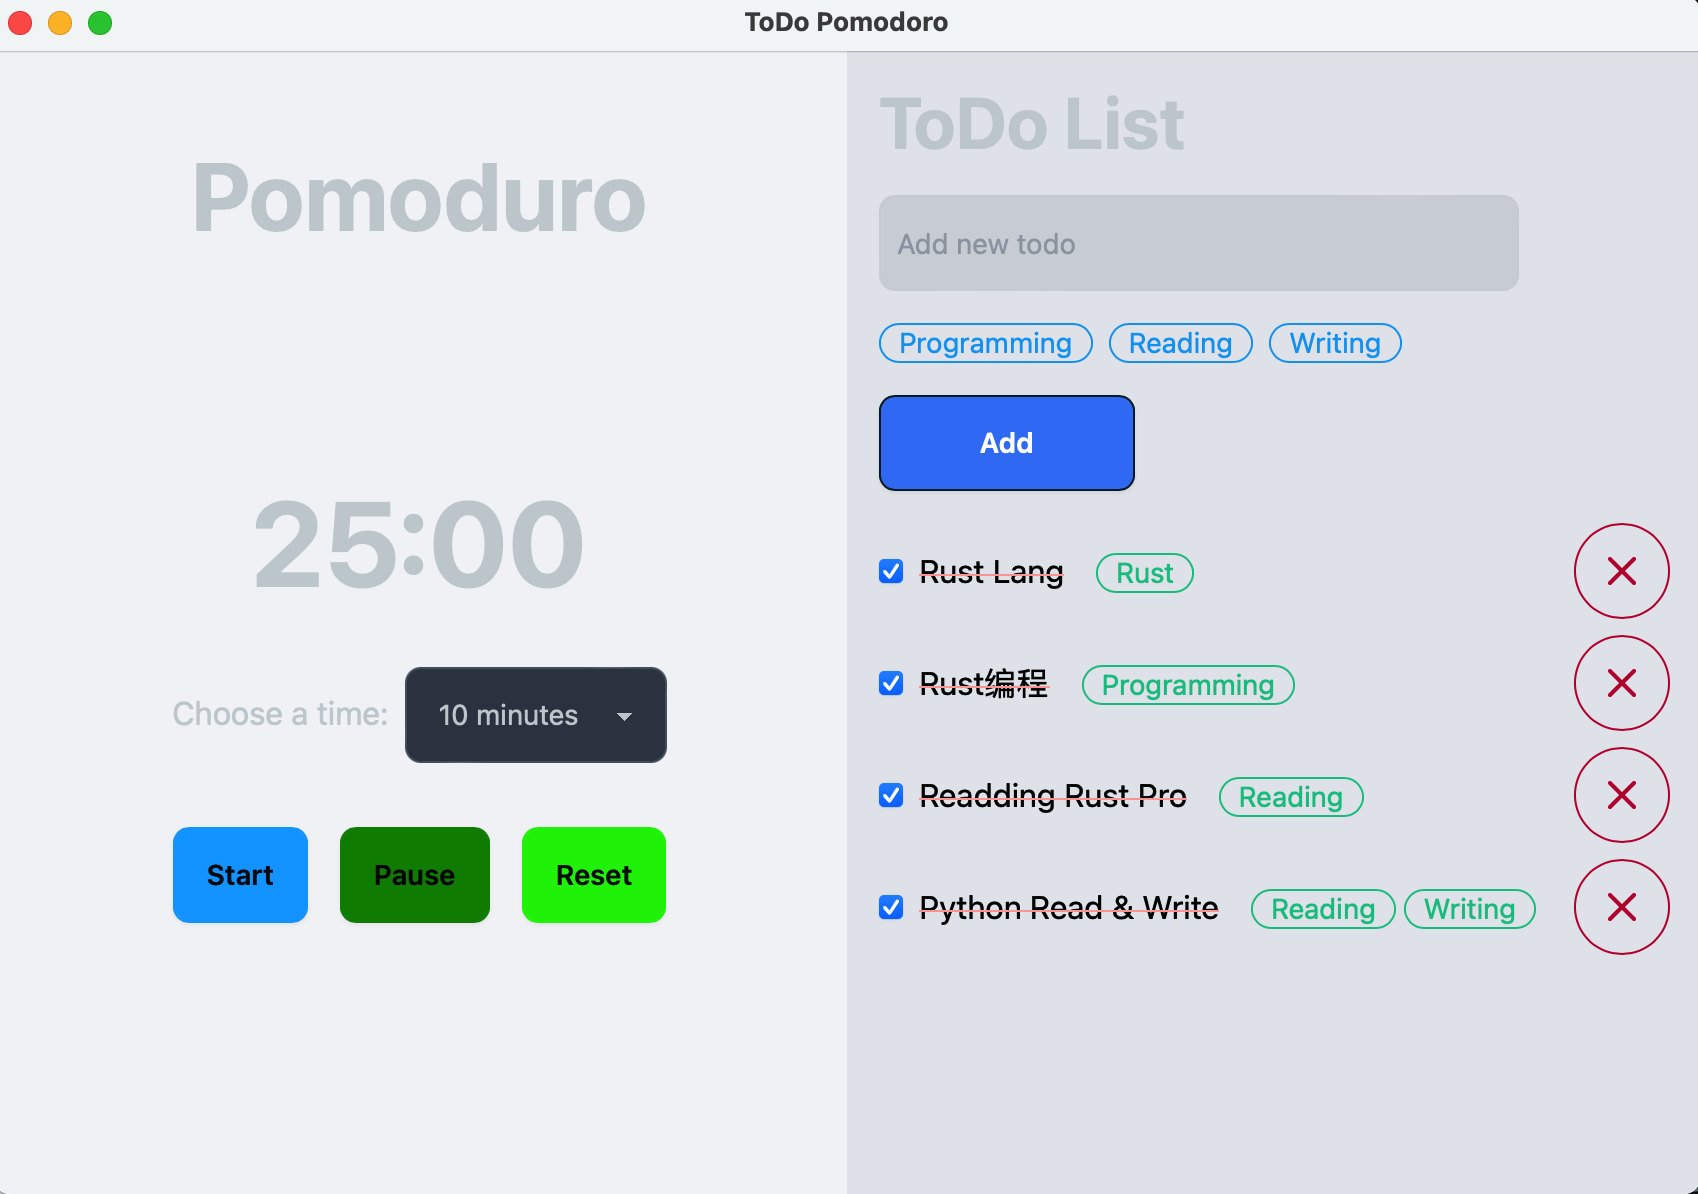 ToDo Pomodoro
Pomoduro
25:00
Choose a time: 10 minutes
Start Pause Reset
ToDo List
Add new todo
Programming Reading Writing
Add
Rust Lang Rust
Rust编程 Programming
Readding Rust Pro Reading
Python Read & Write Reading Writing